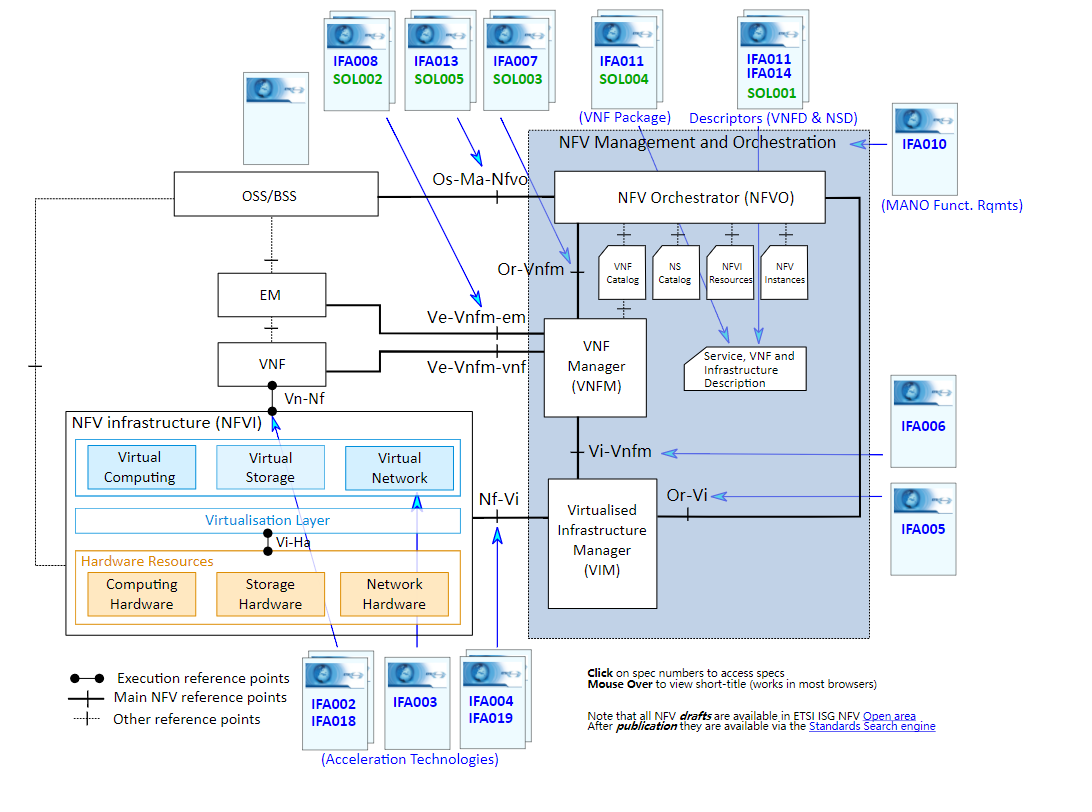 IFA008
SOL002
IFA013
SOL005
IFA007
SOL003
IFA011
SOL004
IFA011
IFA014
SOL001
(VNF Package)
Descriptors (VNFD & NSD)
IFA010
(MANO Funct. Rqmts)
NFV Management and Orchestration
Os-Ma-Nfvo
OSS/BSS
NFV Orchestrator (NFVO)
Or-Vnfm
VNF
Catalog
NS
Catalog
NFVI
Resources
NFV
Instances
EM
Ve-Vnfm-em
VNF
Manager
(VNFM)
Service, VNF and
Infrastructure
Description
VNF
Ve-Vnfm-vnf
Vn-Nf
IFA006
NFV infrastructure (NFVI)
Virtual
Computing
Virtual
Storage
Virtual
Network
Vi-Vnfm
Nf-Vi
Or-Vi
IFA005
Virtualised
Infrastructure
Manager
(VIM)
Virtualisation Layer
Vi-Ha
Hardware Resources
Computing
Hardware
Storage
Hardware
Network
Hardware
Execution reference points
Main NFV reference points
Other reference points
IFA002
IFA018
IFA003
IFA004
IFA019
(Acceleration Technologies)
Click on spec numbers to access specs
Mouse Over to view short-title (works in most browsers)
Note that all NFV drafts are available in ETSI ISG NFV Open area
After publication they are available via the Standards Search engine